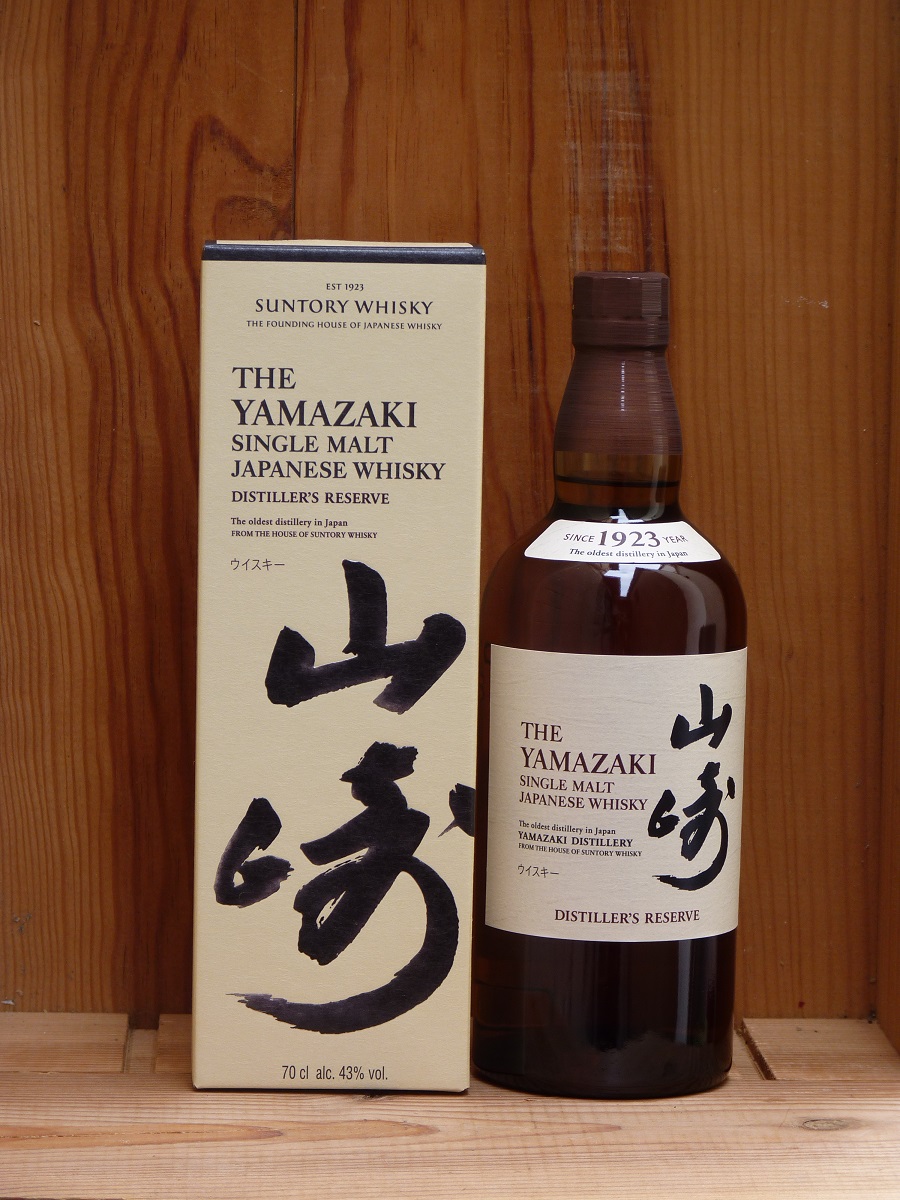 EST 1923
SUNTORY WHISKY
THE FOUNDING HOUSE OF JAPANESE WHISKY
THE
YAMAZAKI
SINGLE MALT
JAPANESE WHISKY
DISTILLER'S RESERVE
The oldest distillery in Japan
FROM THE HOUSE OF SUNTORY WHISKY
ウイスキー
山
崎
70 cl alc. 43% vol.
SINCE 1923 YEAR
The oldest distillery in Japan
THE
YAMAZAKI
SINGLE MALT
JAPANESE WHISKY
The oldest distillery in Japan
YAMAZAKI DISTILLERY
FROM THE HOUSE OF SUNTORY WHISKY
ウイスキー
山
崎
DISTILLER'S RESERVE